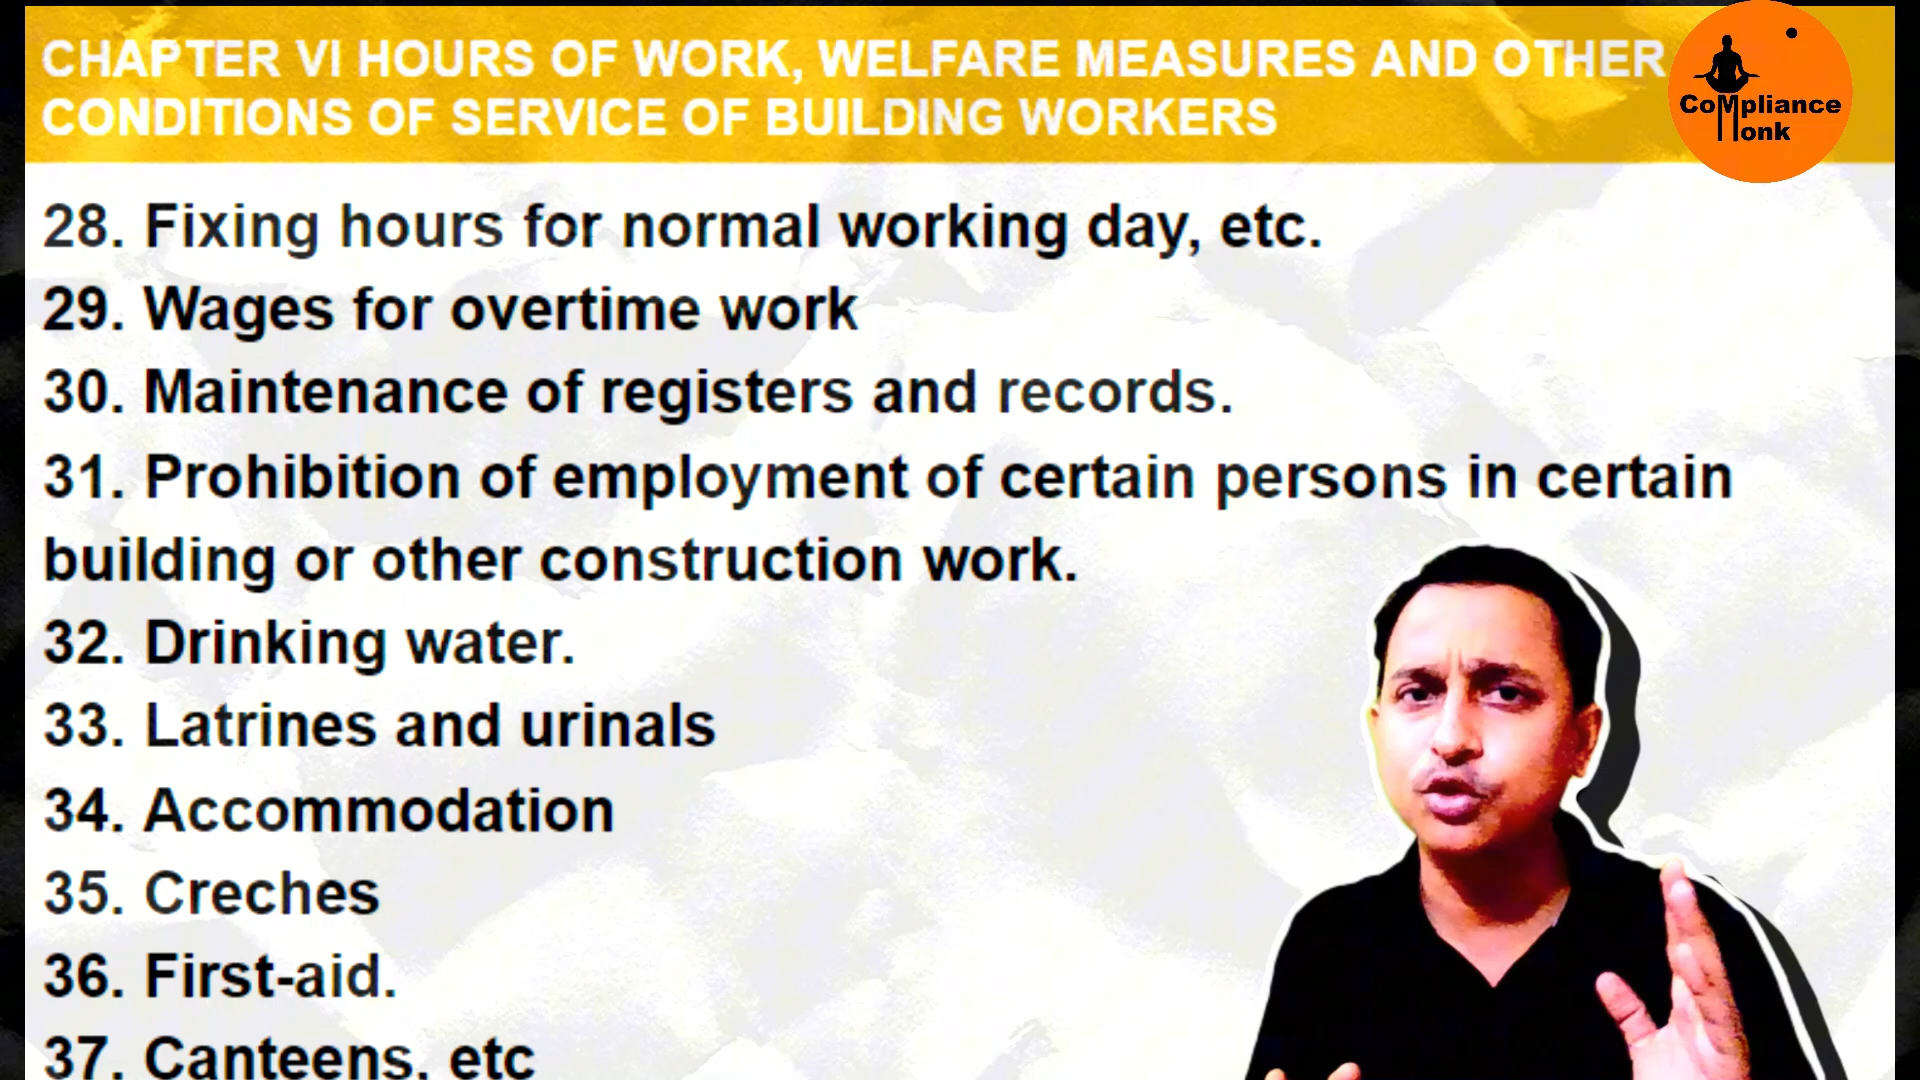 CHAPTER VI HOURS OF WORK, WELFARE MEASURES AND OTHER
CONDITIONS OF SERVICE OF BUILDING WORKERS
CoMpliance
Monk
28. Fixing hours for normal working day, etc.
29. Wages for overtime work
30. Maintenance of registers and records.
31. Prohibition of employment of certain persons in certain
building or other construction work.
32. Drinking water.
33. Latrines and urinals
34. Accommodation
35. Creches
36. First-aid.
37. Canteens, etc